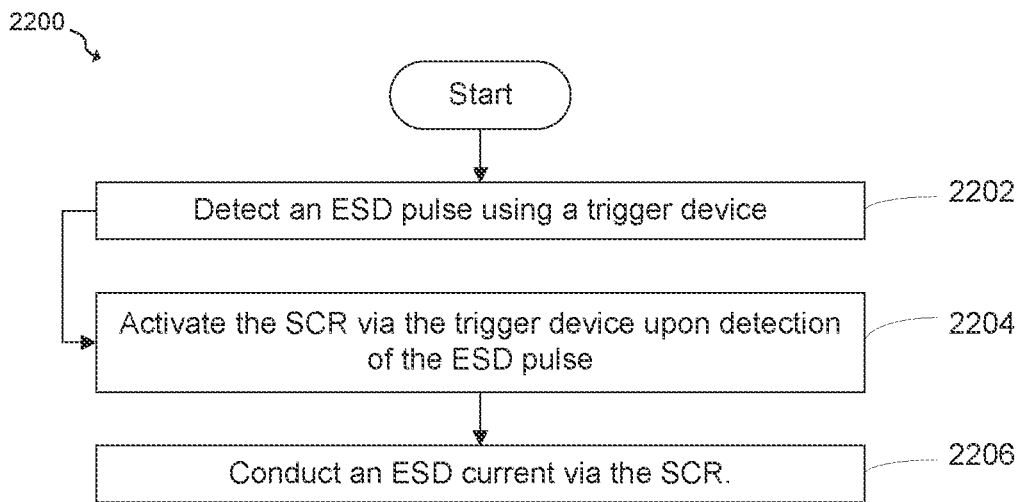 2200
Start
Detect an ESD pulse using a trigger device
2202
Activate the SCR via the trigger device upon detection
of the ESD pulse
2204
Conduct an ESD current via the SCR.
2206